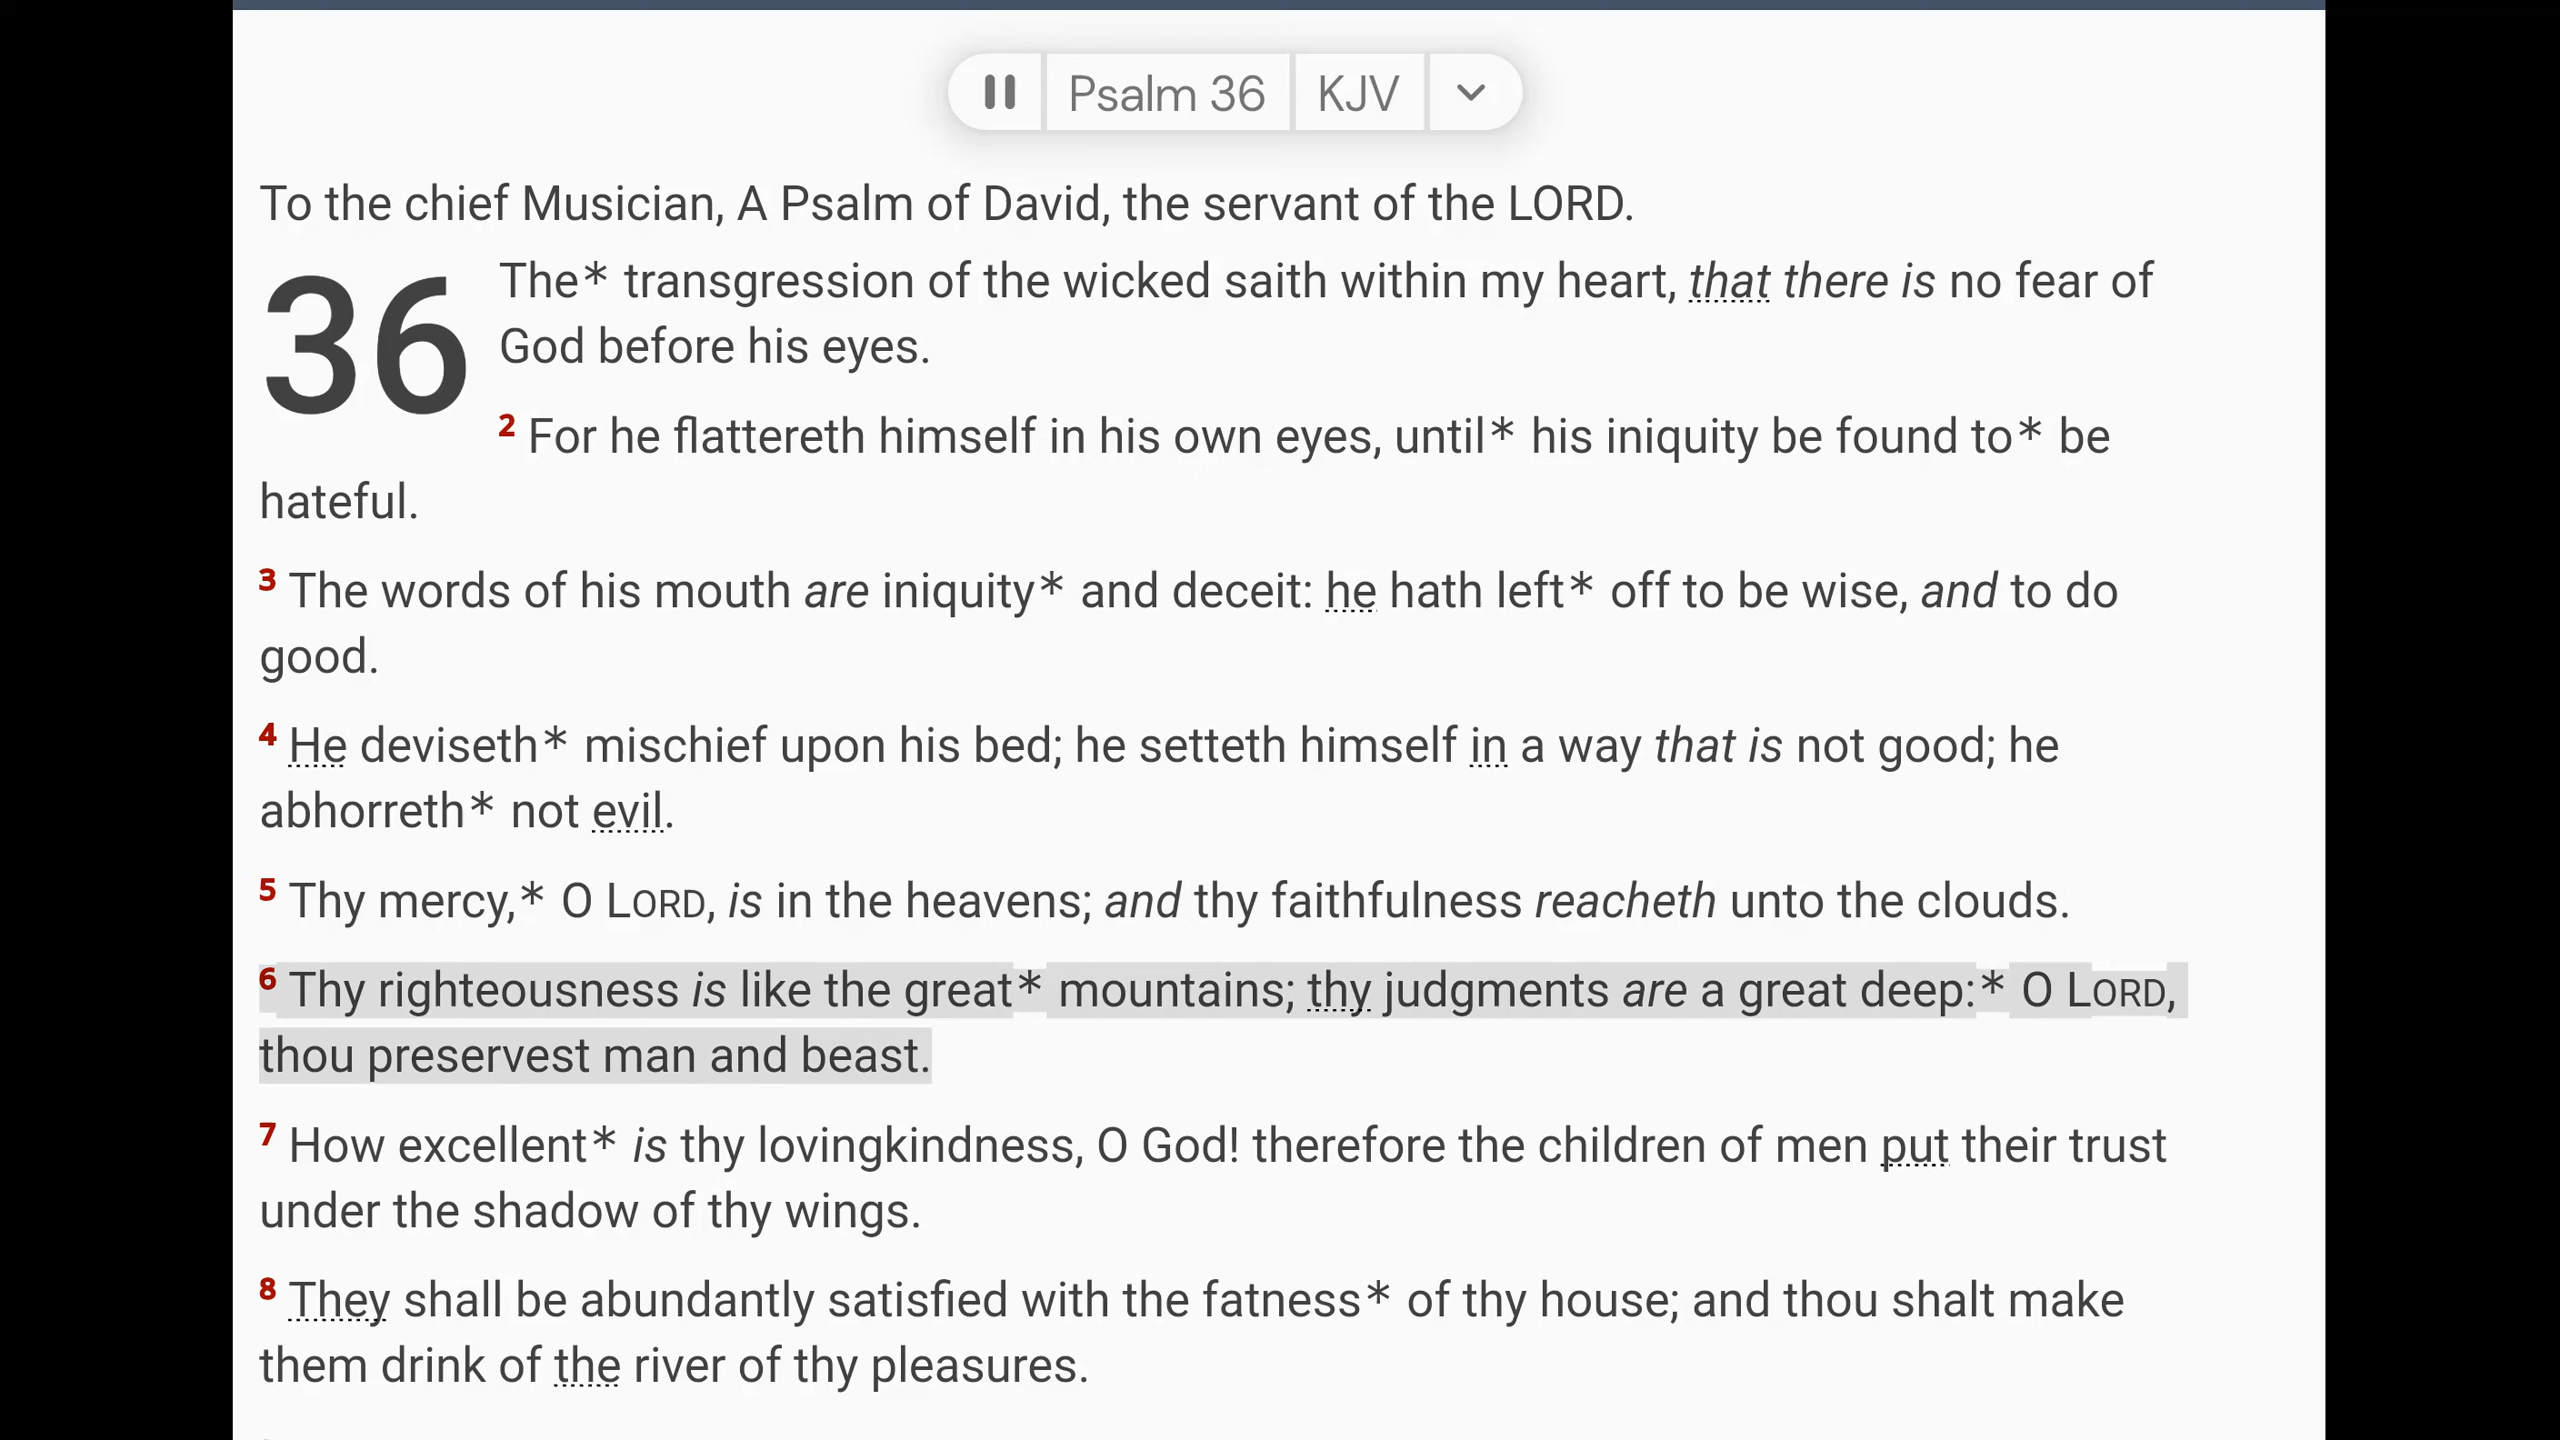 Psalm 36 KJV
To the chief Musician, A Psalm of David, the servant of the LORD.
36 The* transgression of the wicked saith within my heart, that there is no fear of
God before his eyes.
2 For he flattereth himself in his own eyes, until* his iniquity be found to* be
hateful.
3 The words of his mouth are iniquity* and deceit: he hath left* off to be wise, and to do
good.
4 He deviseth* mischief upon his bed; he setteth himself in a way that is not good; he
abhorreth* not evil.
5 Thy mercy,* O LORD, is in the heavens; and thy faithfulness reacheth unto the clouds.
6 Thy righteousness is like the great* mountains; thy judgments are a great deep:* O LORD,
thou preservest man and beast.
7 How excellent* is thy lovingkindness, O God! therefore the children of men put their trust
under the shadow of thy wings.
8 They shall be abundantly satisfied with the fatness* of thy house; and thou shalt make
them drink of the river of thy pleasures.